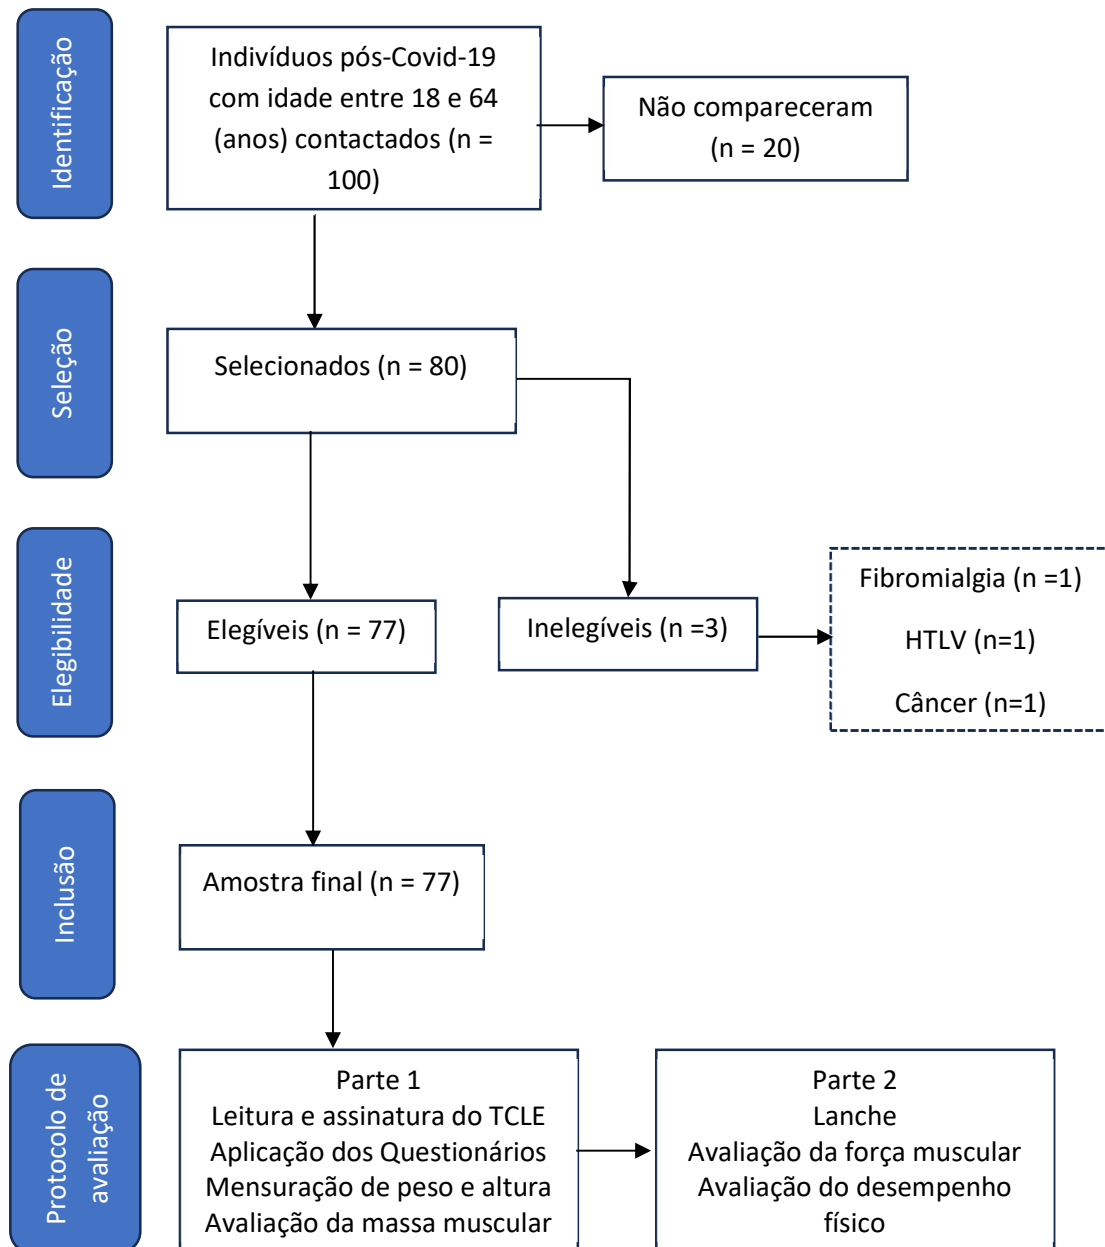 Identificação
Indivíduos pós-Covid-19
com idade entre 18 e 64
(anos) contactados (n =
100)
Não compareceram
(n = 20)
Seleção
Selecionados (n = 80)
Elegibilidade
Elegíveis (n = 77)
Inelegíveis (n =3)
Fibromialgia (n =1)
HTLV (n=1)
Câncer (n=1)
Inclusão
Amostra final (n = 77)
Protocolo de
avaliação
Parte 1
Leitura e assinatura do TCLE
Aplicação dos Questionários
Mensuração de peso e altura
Avaliação da massa muscular
Parte 2
Lanche
Avaliação da força muscular
Avaliação do desempenho
físico